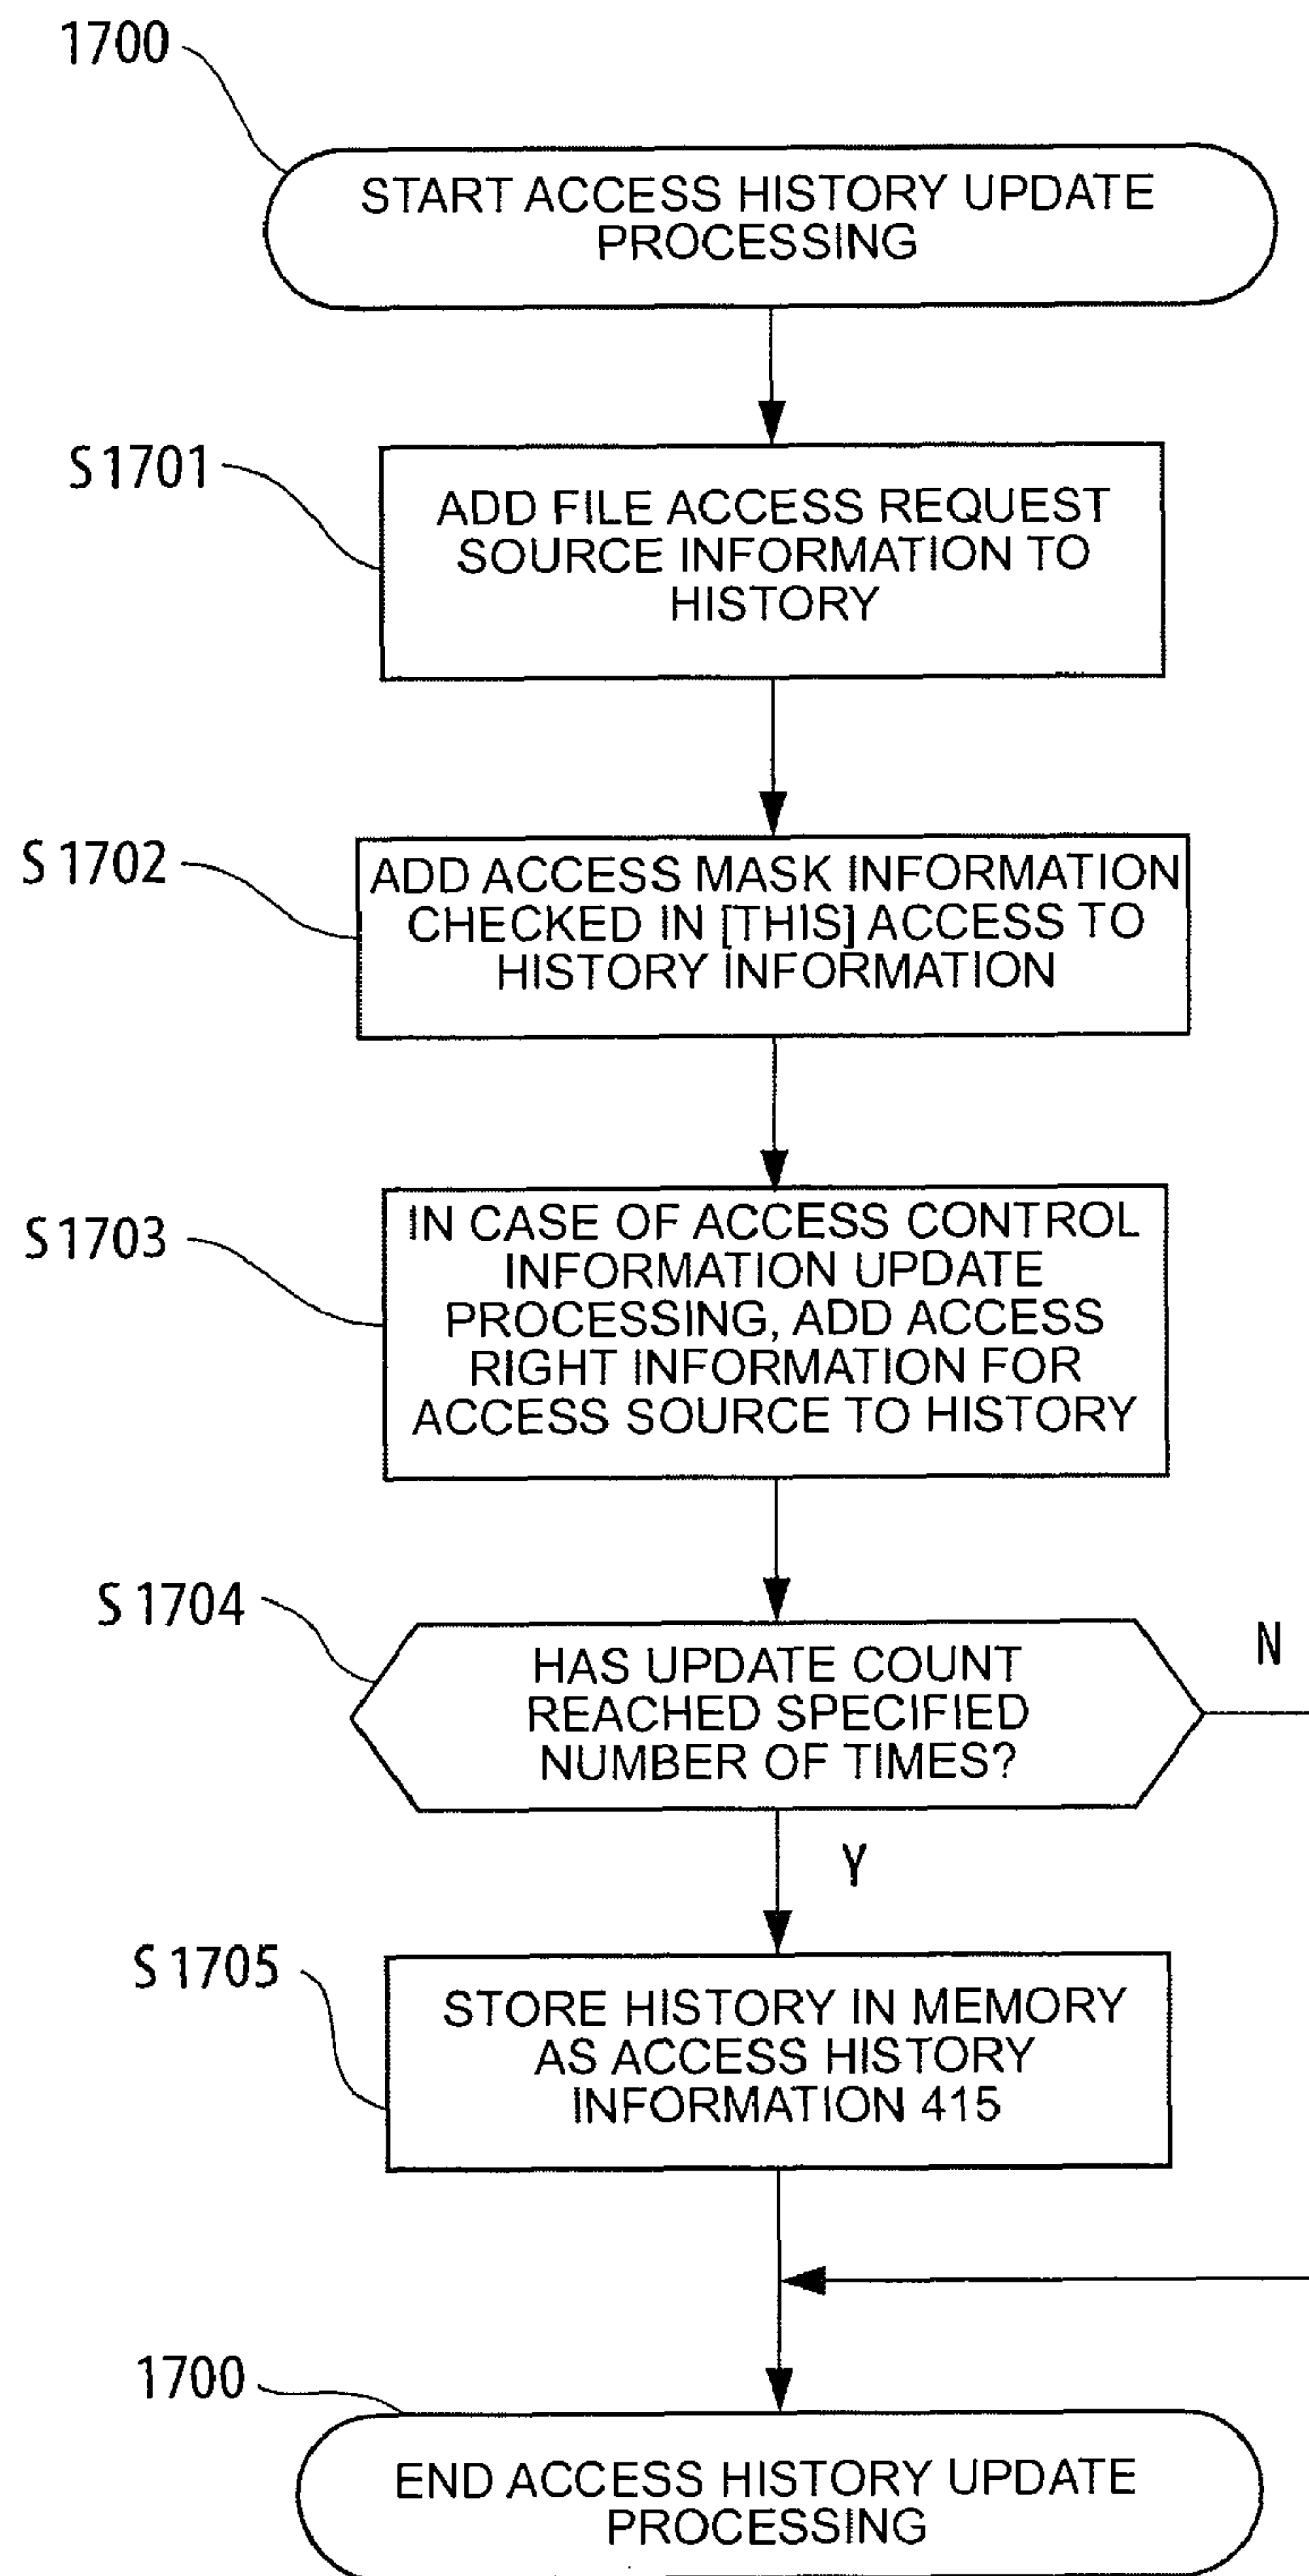 1700
START ACCESS HISTORY UPDATE
PROCESSING
S1701
ADD FILE ACCESS REQUEST
SOURCE INFORMATION TO
HISTORY
S1702
ADD ACCESS MASK INFORMATION
CHECKED IN [THIS] ACCESS TO
HISTORY INFORMATION
S1703
IN CASE OF ACCESS CONTROL
INFORMATION UPDATE
PROCESSING, ADD ACCESS
RIGHT INFORMATION FOR
ACCESS SOURCE TO HISTORY
S1704
HAS UPDATE COUNT
REACHED SPECIFIED
NUMBER OF TIMES?
N
Y
S1705
STORE HISTORY IN MEMORY
AS ACCESS HISTORY
INFORMATION 415
1700
END ACCESS HISTORY UPDATE
PROCESSING